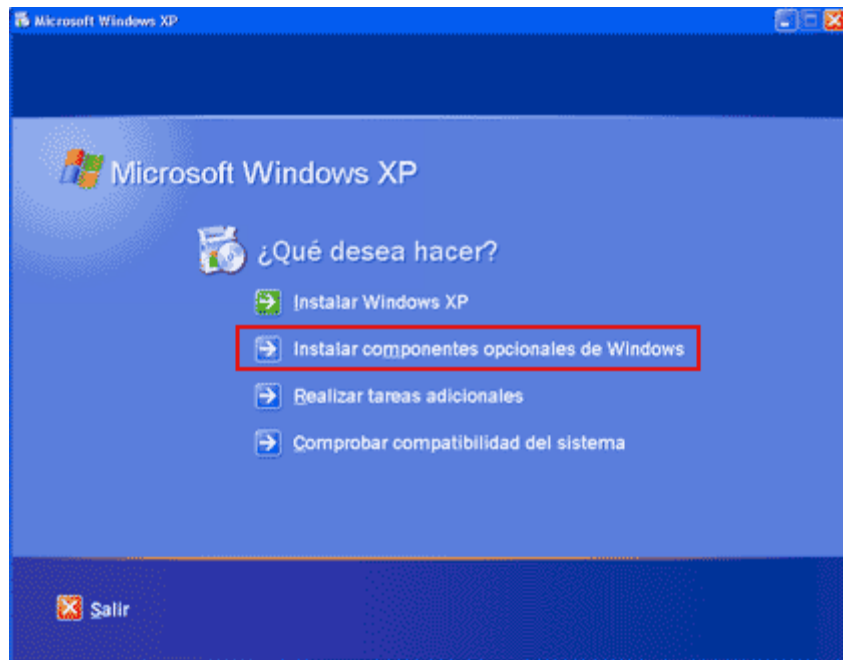 Microsoft Windows XP
Microsoft Windows XP
¿Qué desea hacer?
Instalar Windows XP
Instalar componentes opcionales de Windows
Realizar tareas adicionales
Comprobar compatibilidad del sistema
Salir